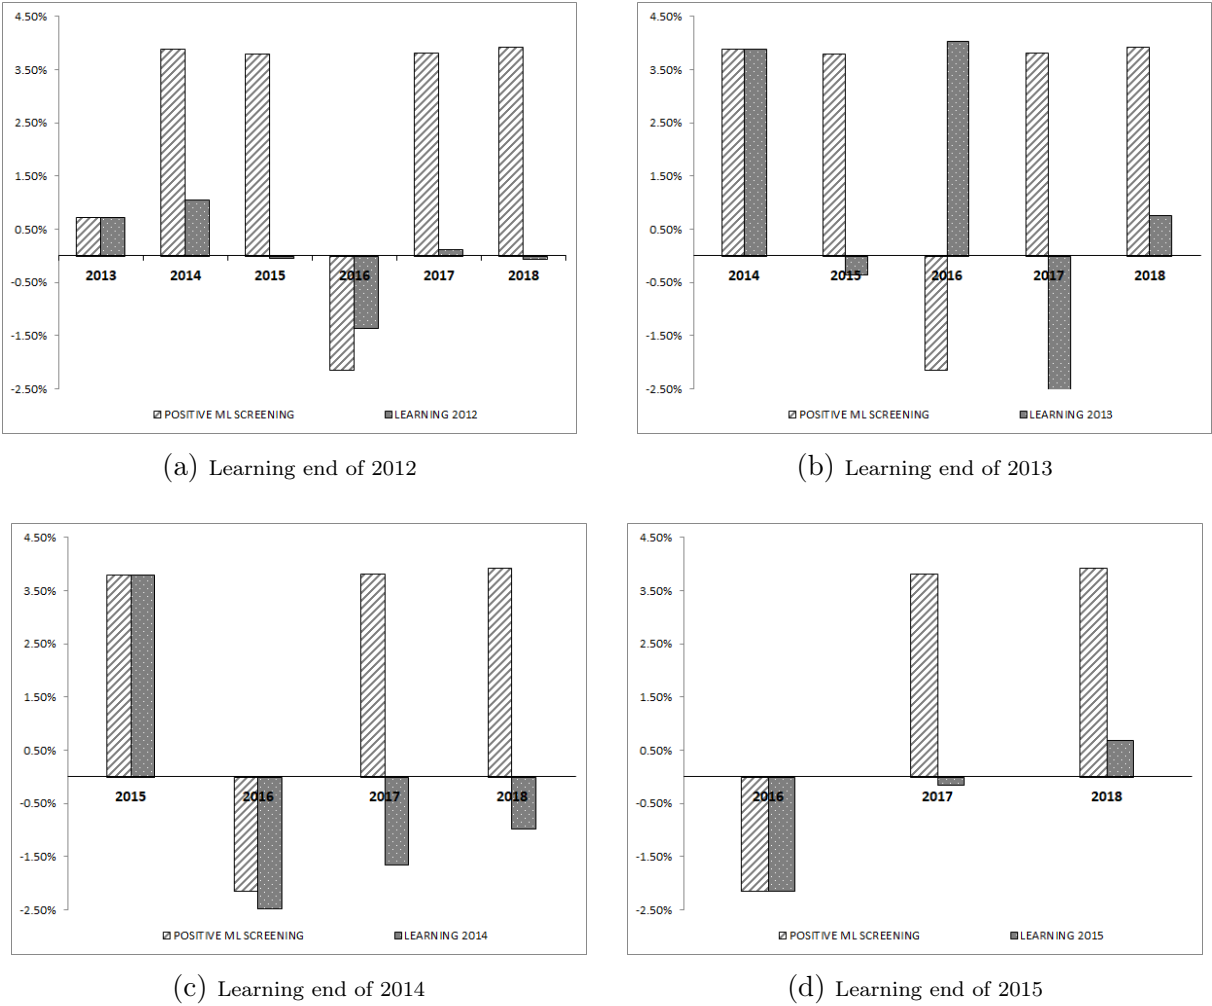 4.50%
3.50%
2.50%
1.50%
0.50%
-0.50%
-1.50%
-2.50%
2013 2014 2015 2016 2017 2018
POSITIVE ML SCREENING LEARNING 2012
(a) Learning end of 2012
4.50%
3.50%
2.50%
1.50%
0.50%
-0.50%
-1.50%
-2.50%
2014 2015 2016 2017 2018
POSITIVE ML SCREENING LEARNING 2013
(b) Learning end of 2013
4.50%
3.50%
2.50%
1.50%
0.50%
-0.50%
-1.50%
-2.50%
2015 2016 2017 2018
POSITIVE ML SCREENING LEARNING 2014
(c) Learning end of 2014
4.50%
3.50%
2.50%
1.50%
0.50%
-0.50%
-1.50%
-2.50%
2016 2017 2018
POSITIVE ML SCREENING LEARNING 2015
(d) Learning end of 2015